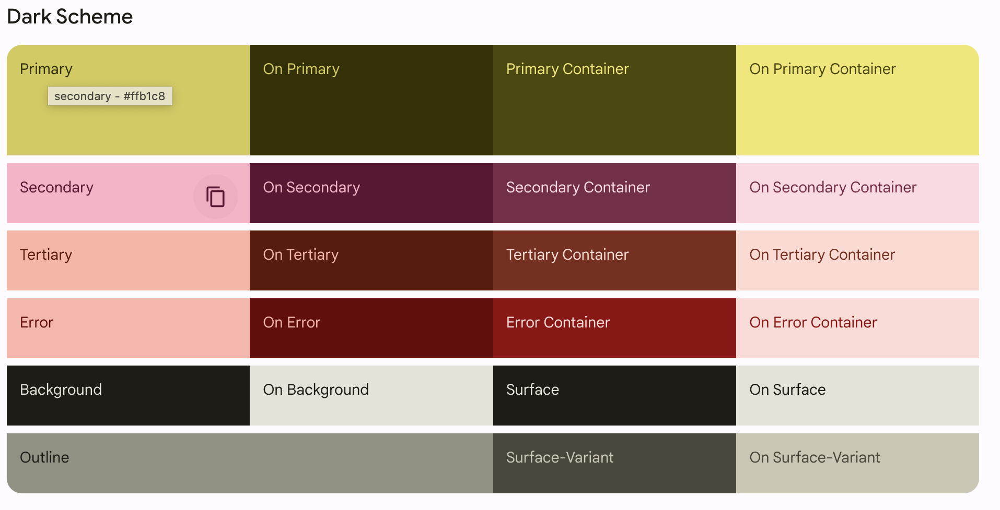 Dark Scheme
Primary
On Primary
Primary Container
On Primary Container
secondary - #ffb1c8
Secondary
On Secondary
Secondary Container
On Secondary Container
Tertiary
On Tertiary
Tertiary Container
On Tertiary Container
Error
On Error
Error Container
On Error Container
Background
On Background
Surface
On Surface
Outline
Surface-Variant
On Surface-Variant